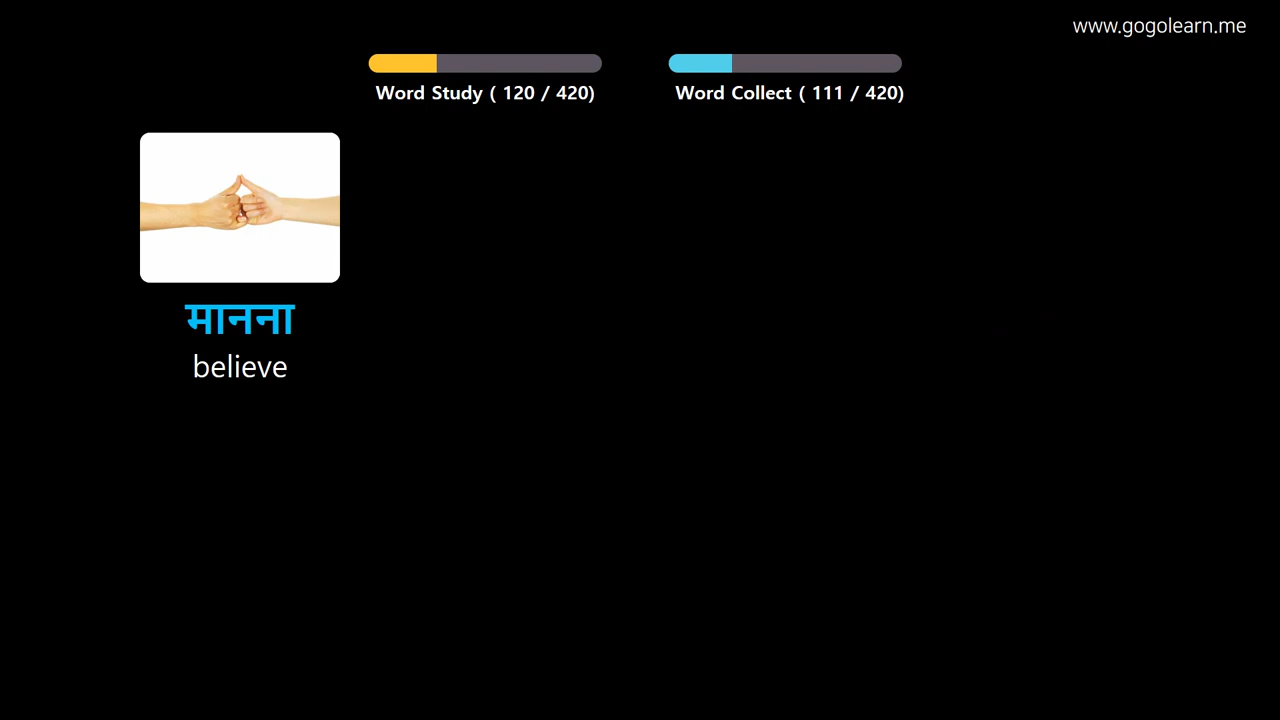 www.gogolearn.me
Word Study ( 120 / 420)
Word Collect ( 111 / 420)
मानना
believe